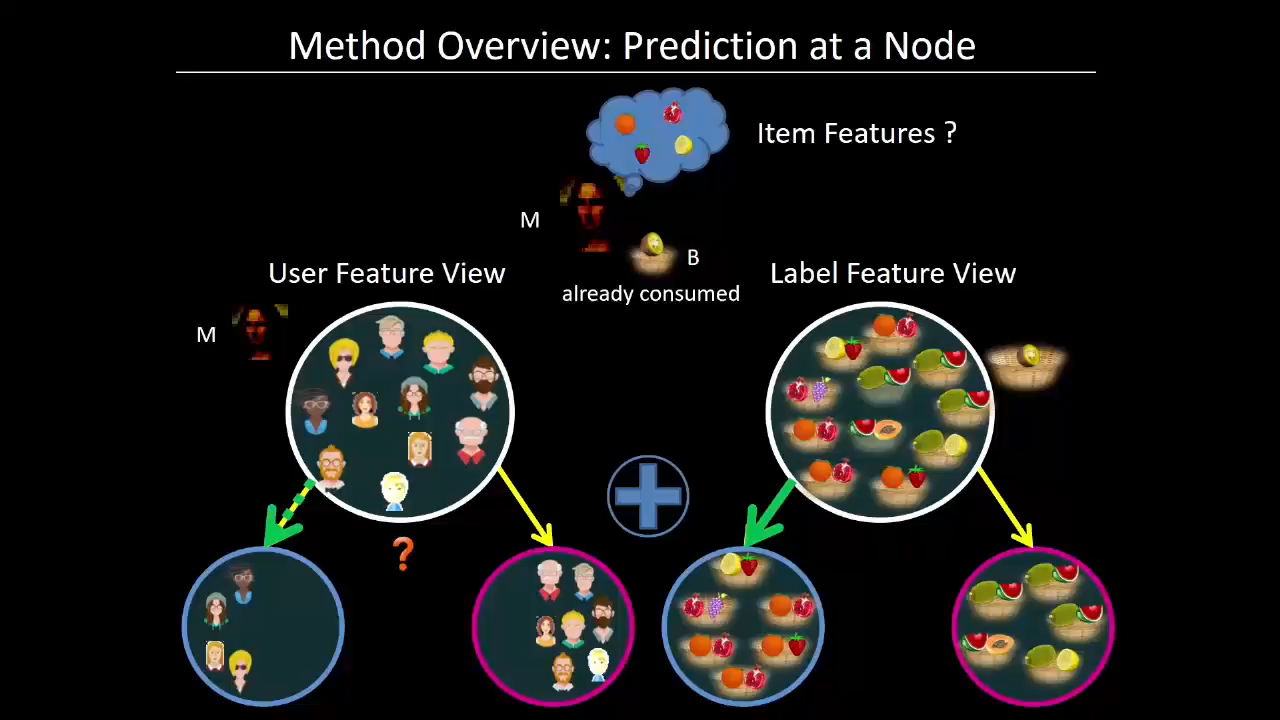 Method Overview: Prediction at a Node
Item Features ?
M
B
already consumed
User Feature View
Label Feature View
M
?